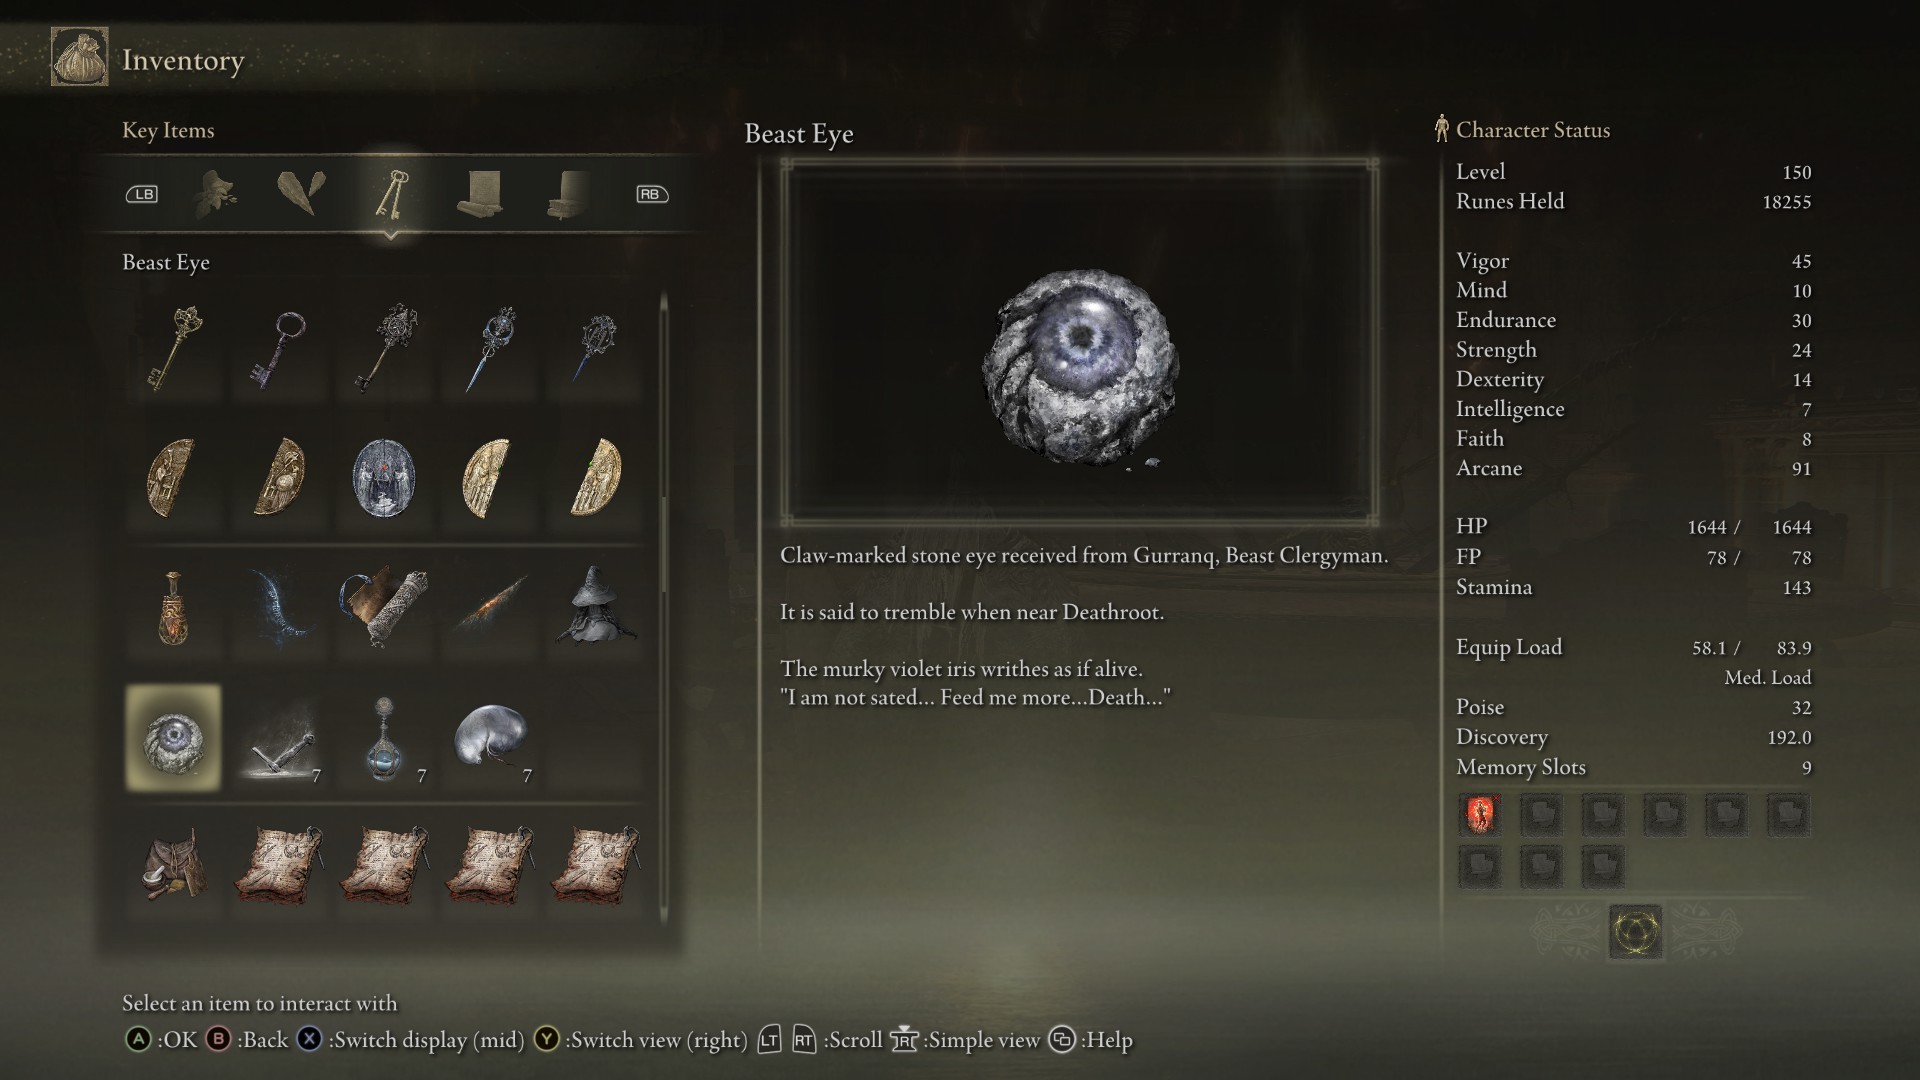 Inventory
Key Items
LB
RB
Beast Eye
7
7
7
Beast Eye
Claw-marked stone eye received from Gurranq, Beast Clergyman.
It is said to tremble when near Deathroot.
The murky violet iris writhes as if alive.
"I am not sated... Feed me more...Death..."
Character Status
Level 150
Runes Held 18255
Vigor 45
Mind 10
Endurance 30
Strength 24
Dexterity 14
Intelligence 7
Faith 8
Arcane 91
HP 1644 / 1644
FP 78 / 78
Stamina 143
Equip Load 58.1 / 83.9
Med. Load
Poise 32
Discovery 192.0
Memory Slots 9
Select an item to interact with
A :OK B :Back X :Switch display (mid) Y :Switch view (right) LT RT :Scroll R :Simple view :Help